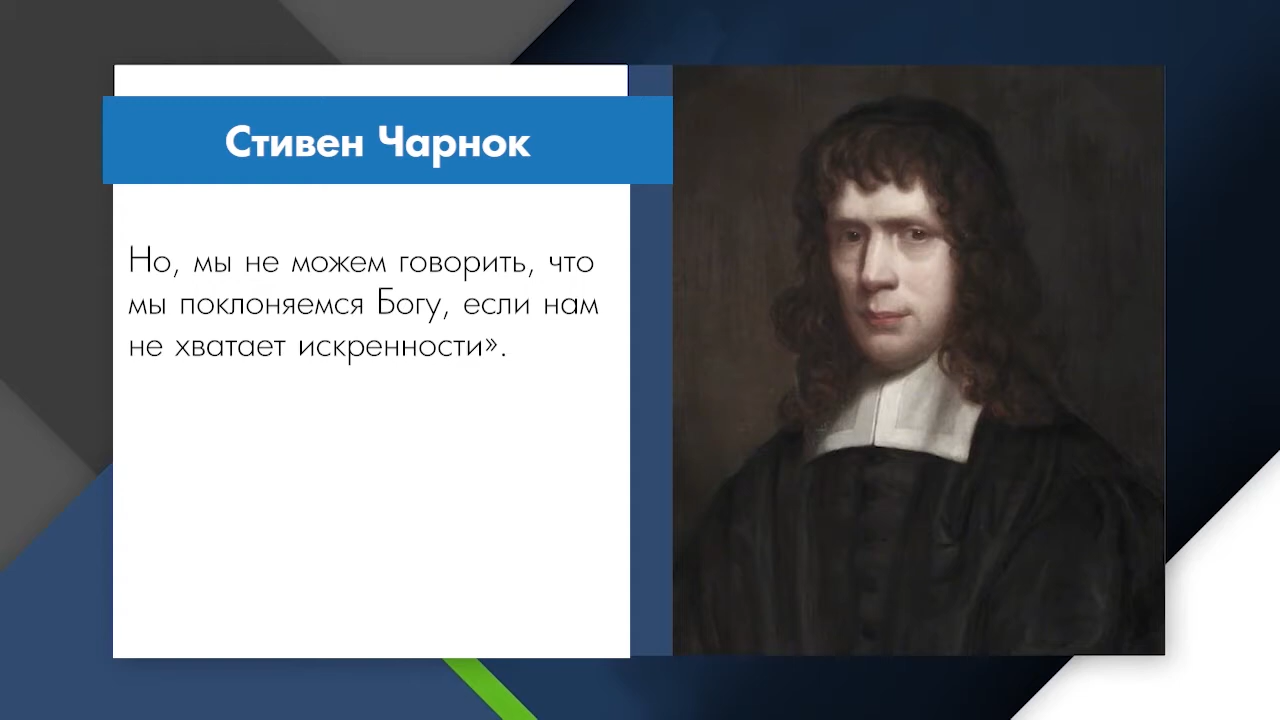 Стивен Чарнок
Но, мы не можем говорить, что
мы поклоняемся Богу, если нам
не хватает искренности».